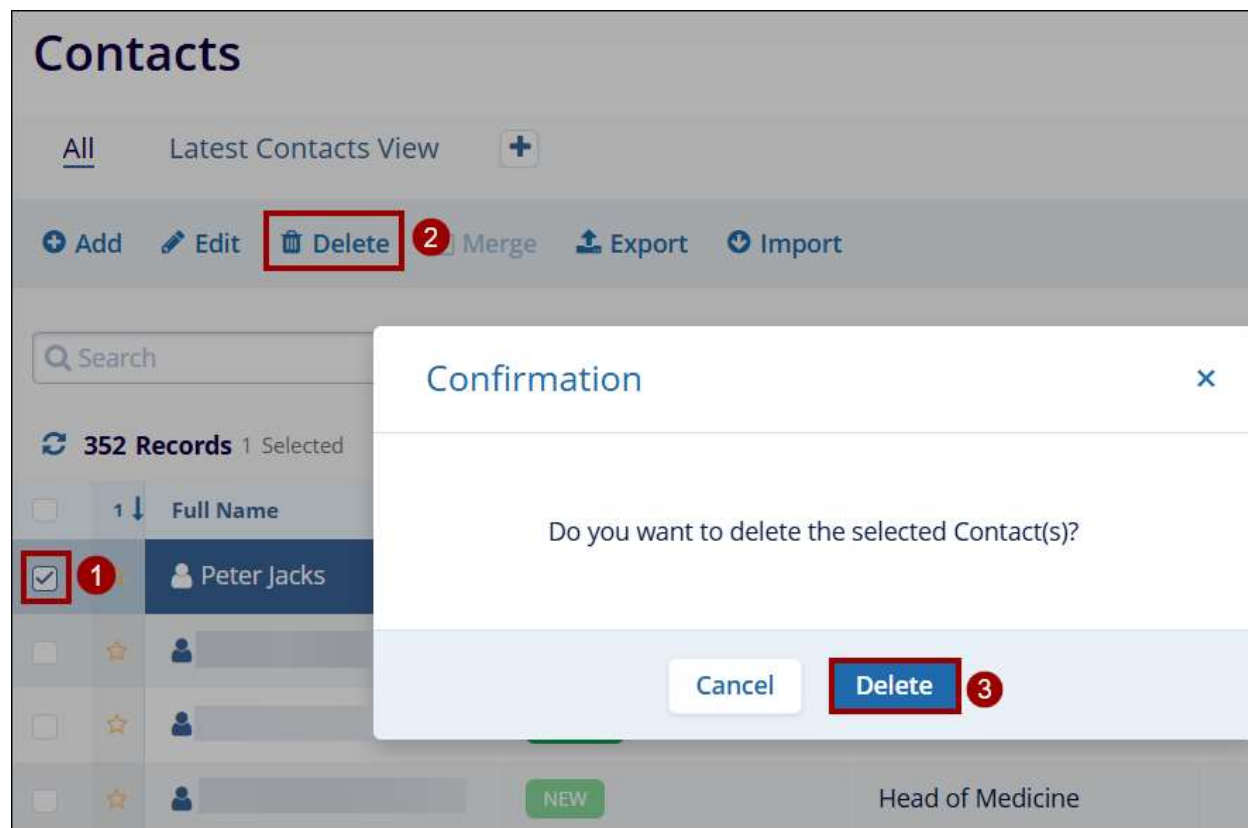 Contacts
All Latest Contacts View
Add Edit Delete 2 Merge Export Import
Search
Confirmation
352 Records 1 Selected
1 Full Name
Do you want to delete the selected Contact(s)?
1 Peter Jacks
Cancel Delete 3
NEW Head of Medicine